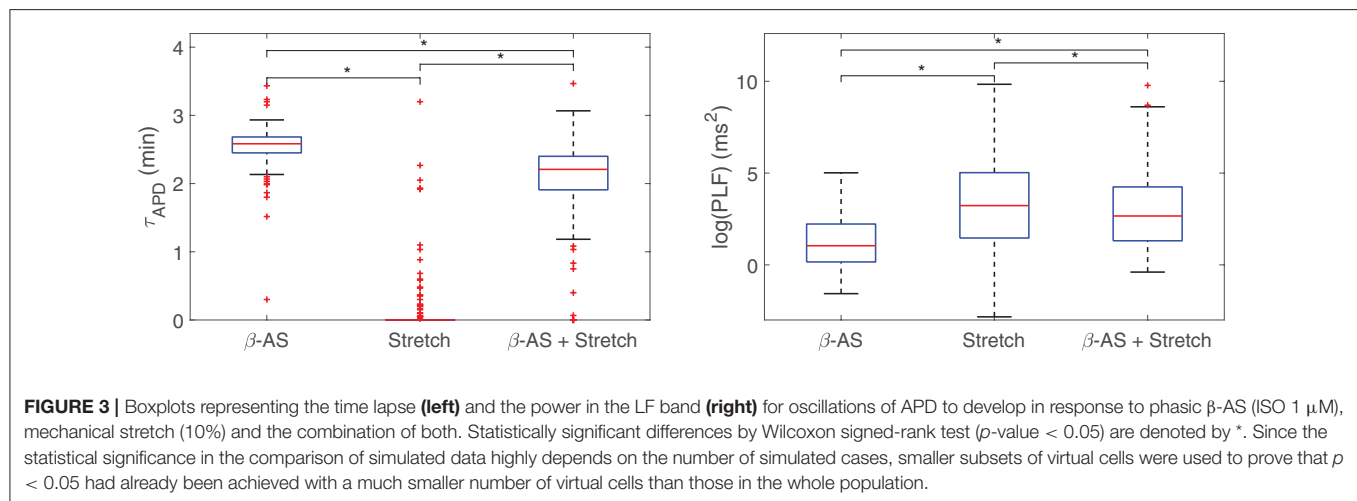 4
3
2
1
0
τAPD (min)
*
*
*
β-AS
Stretch
β-AS + Stretch
10
5
0
log(PLF) (ms²)
*
*
*
β-AS
Stretch
β-AS + Stretch
FIGURE 3 | Boxplots representing the time lapse (left) and the power in the LF band (right) for oscillations of APD to develop in response to phasic β-AS (ISO 1 μM),
mechanical stretch (10%) and the combination of both. Statistically significant differences by Wilcoxon signed-rank test (p-value < 0.05) are denoted by *. Since the
statistical significance in the comparison of simulated data highly depends on the number of simulated cases, smaller subsets of virtual cells were used to prove that p
< 0.05 had already been achieved with a much smaller number of virtual cells than those in the whole population.